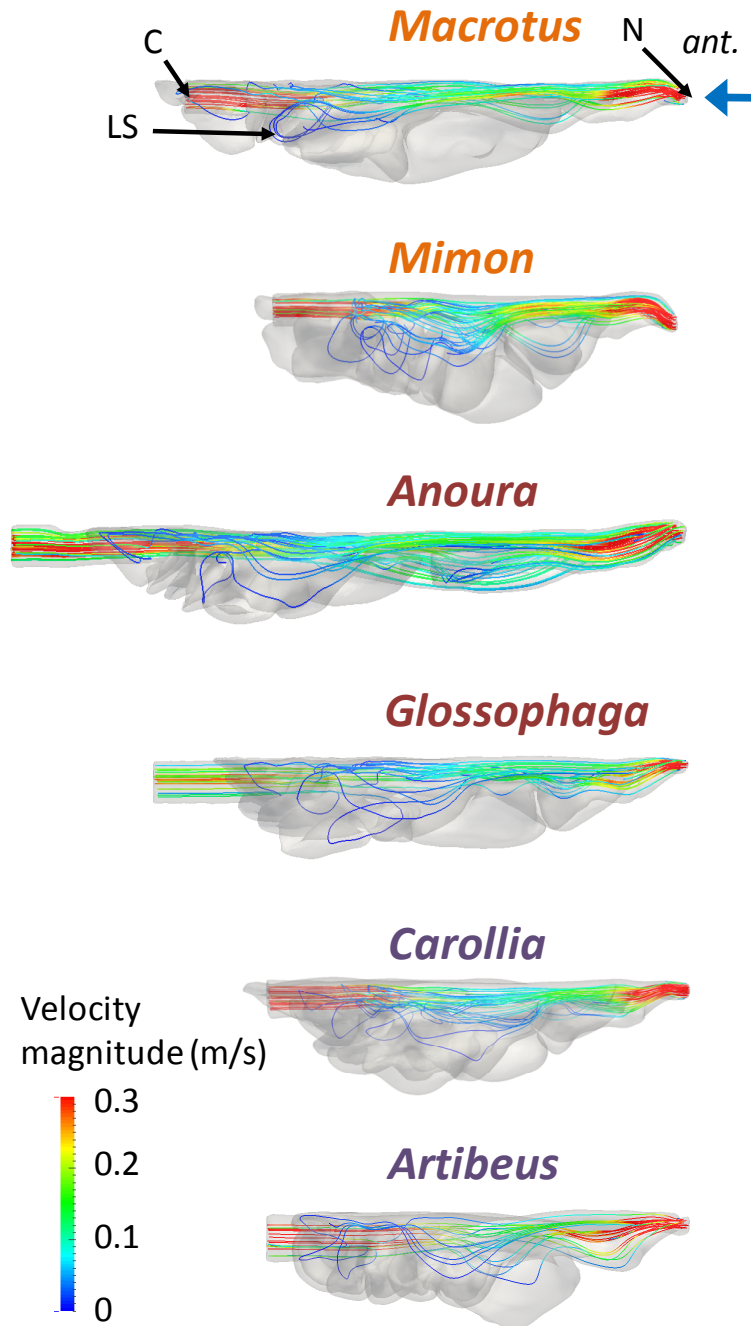 Macrotus
C
N
ant.
LS
Mimon
Anoura
Glossophaga
Carollia
Velocity
magnitude (m/s)
0.3
0.2
0.1
0
Artibeus